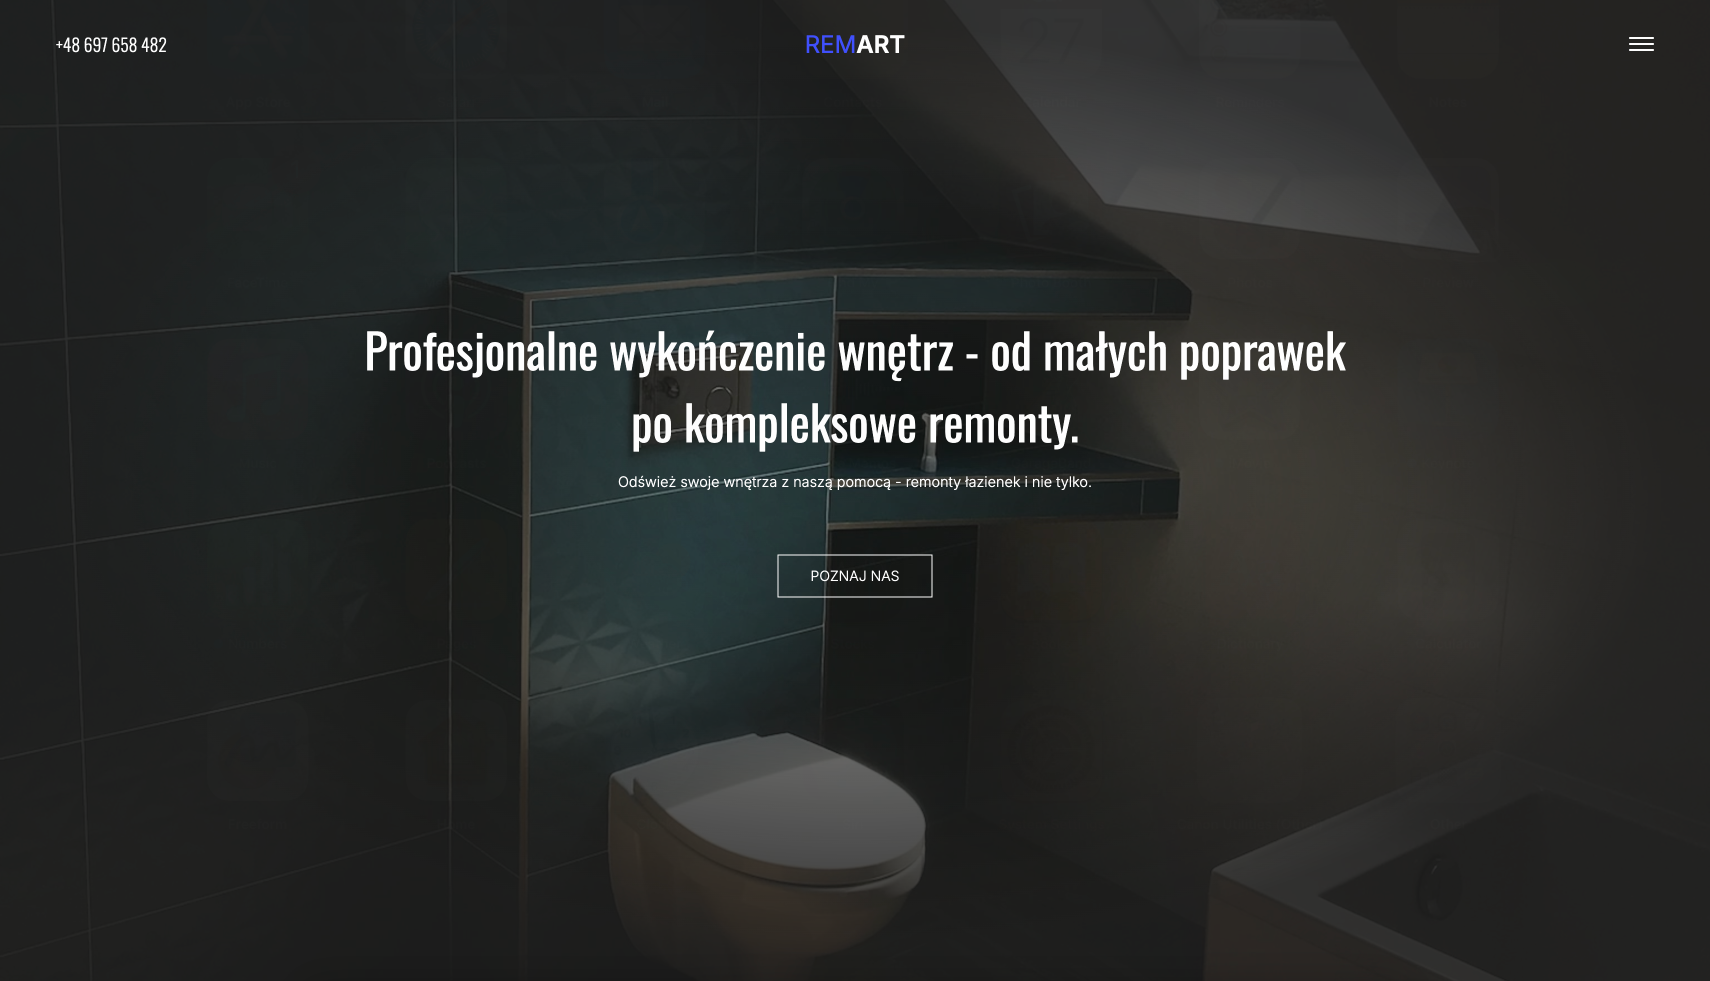 +48 697 658 482
REMART
Profesjonalne wykończenie wnętrz - od małych poprawek
po kompleksowe remonty.
Odśwież swoje wnętrza z naszą pomocą - remonty łazienek i nie tylko.
POZNAJ NAS